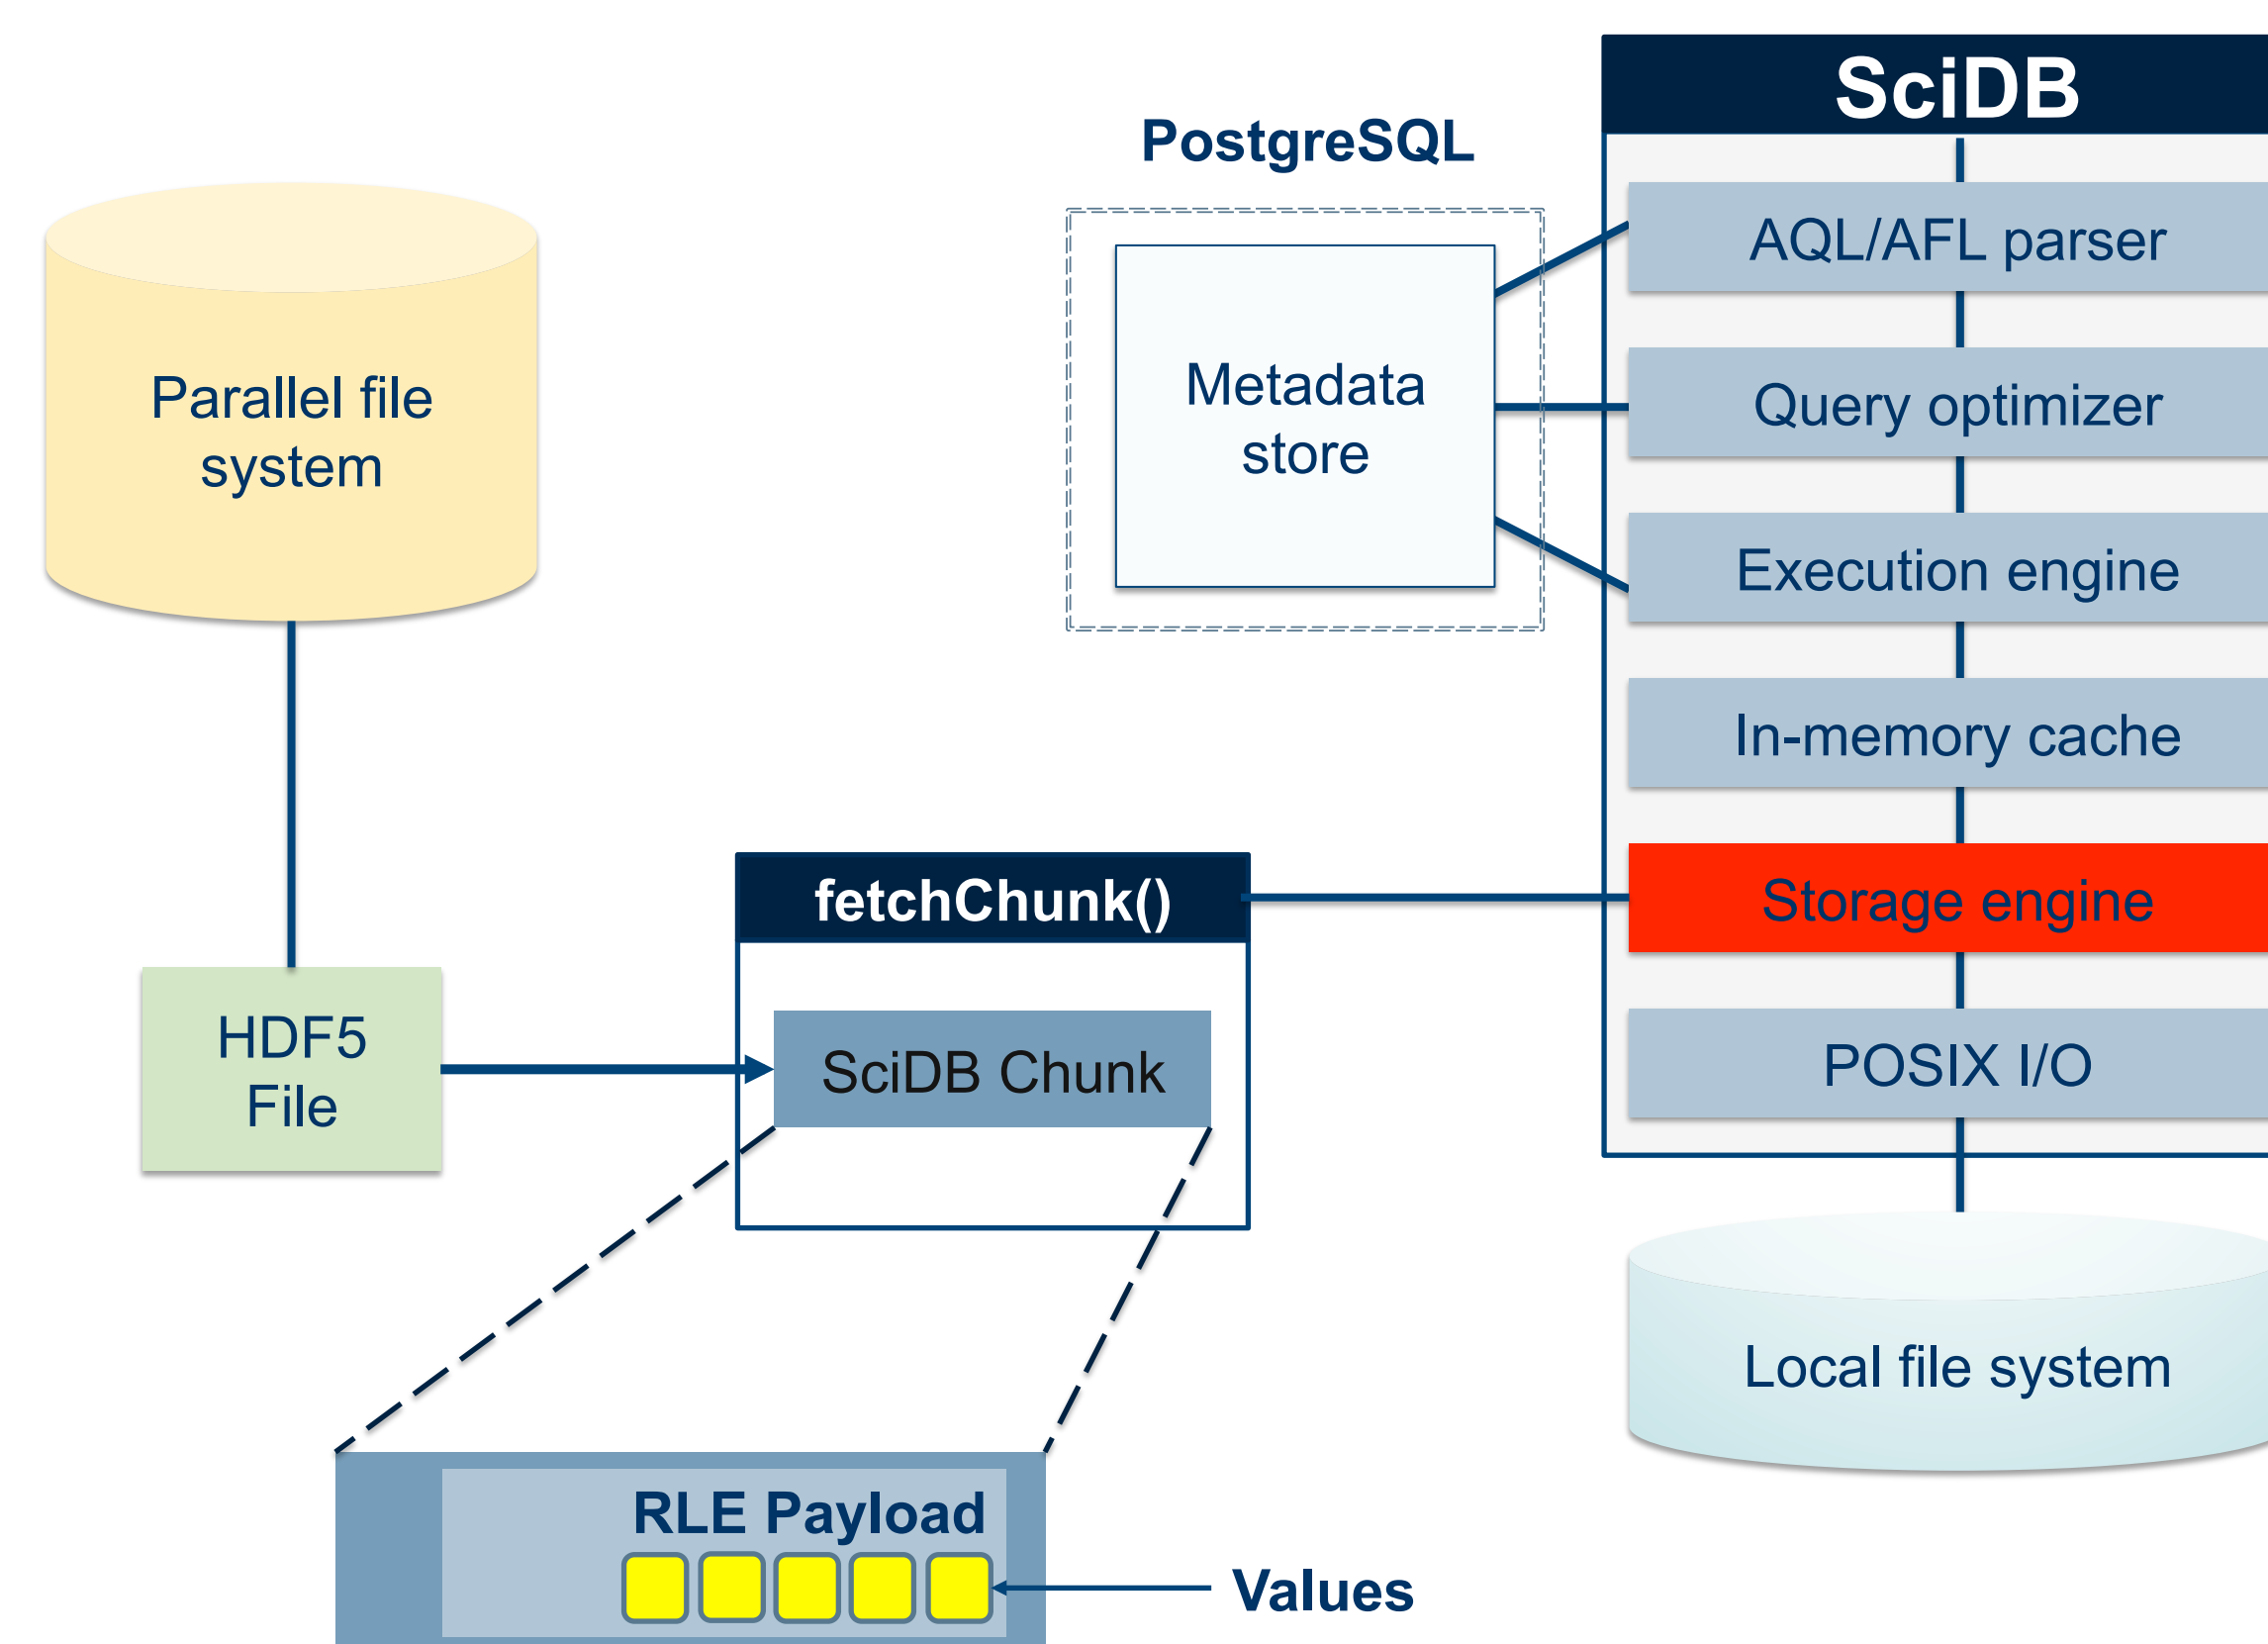 SciDB
PostgreSQL
AQL/AFL parser
Query optimizer
Execution engine
In-memory cache
Storage engine
POSIX I/O
Metadata
store
Parallel file
system
fetchChunk()
SciDB Chunk
HDF5
File
Local file system
RLE Payload
Values